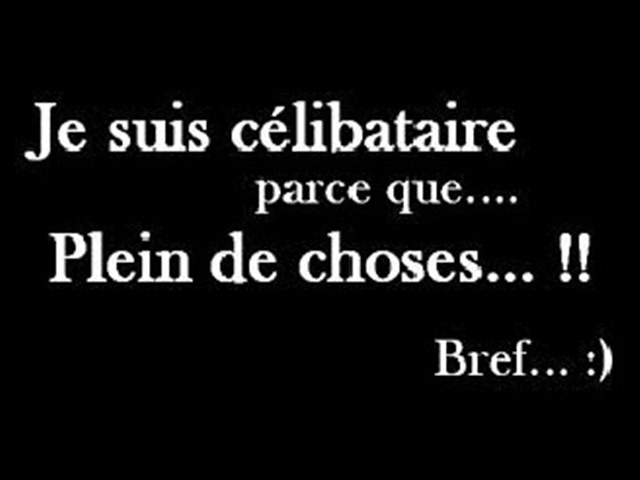 Je suis célibataire
parce que....
Plein de choses... !!
Bref... :)